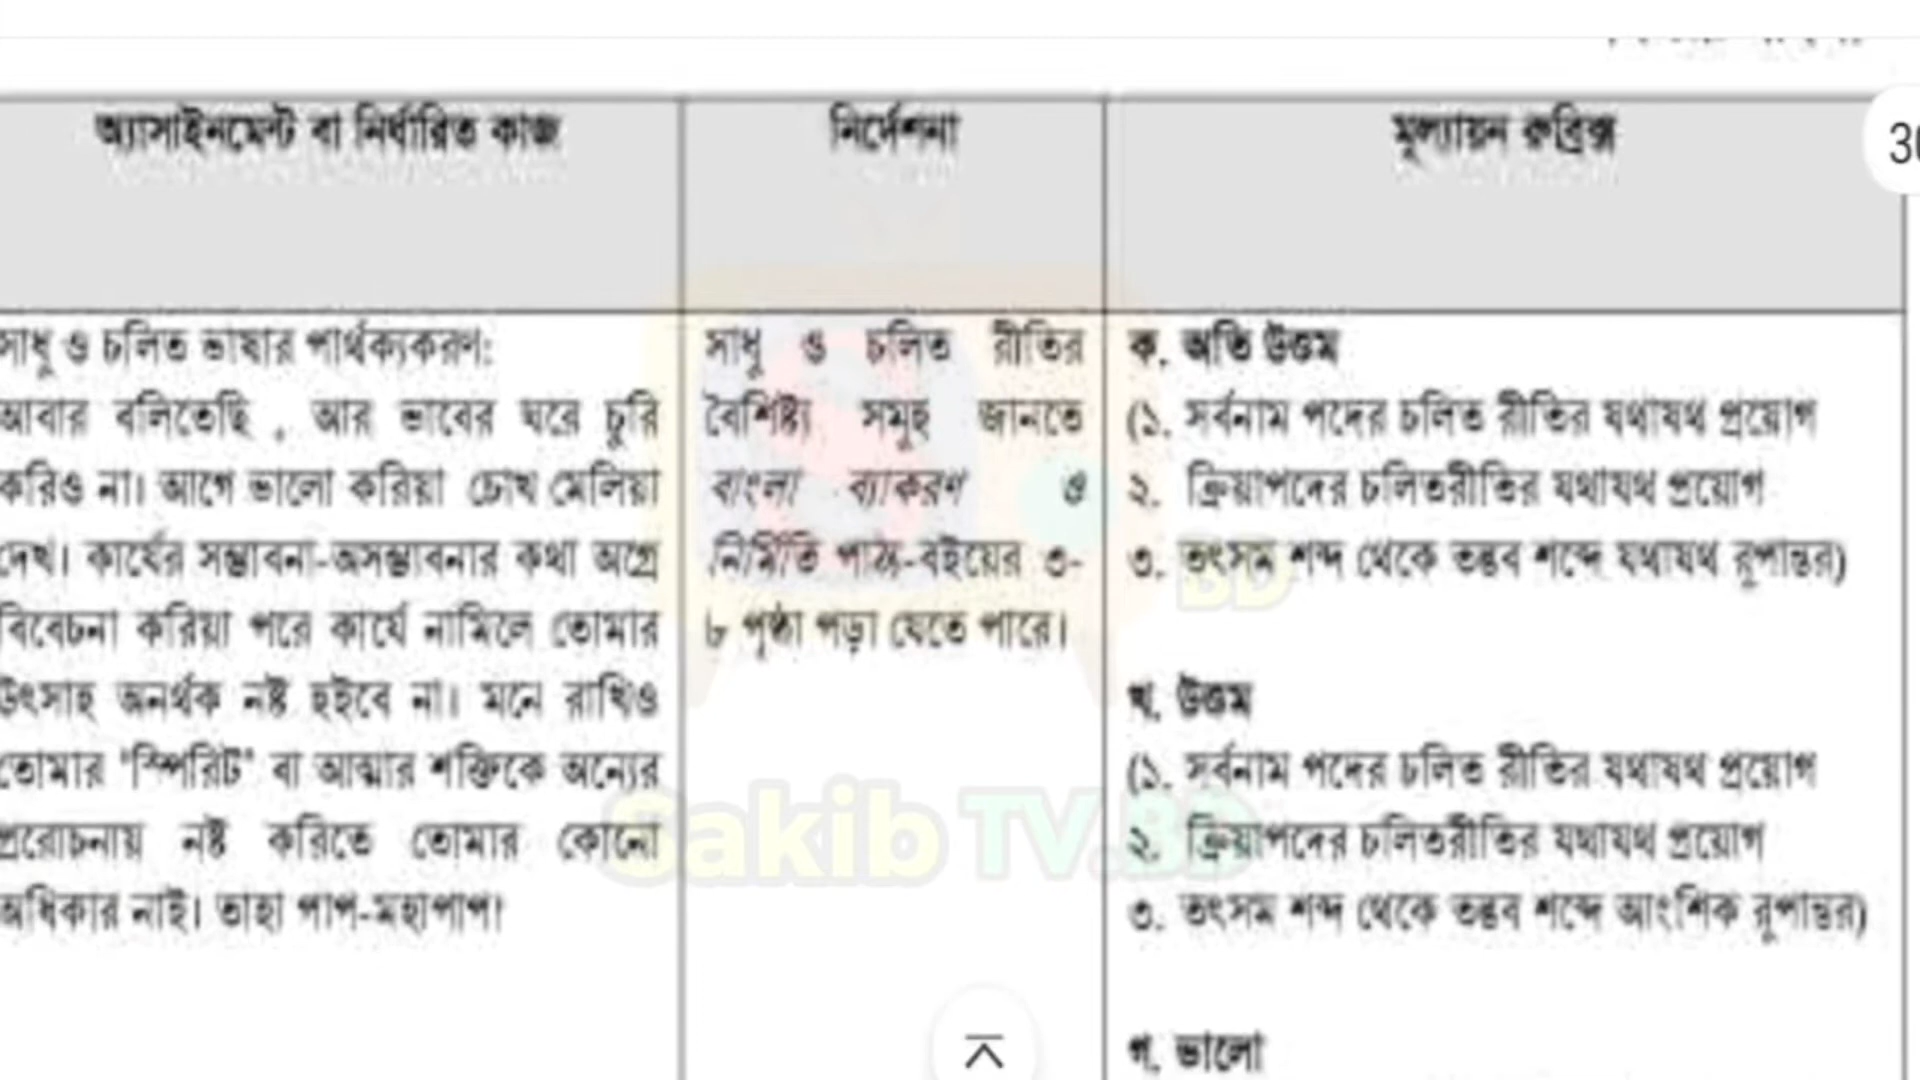 অ্যাসাইনমেন্ট বা নির্ধারিত কাজ
নির্দেশনা
মূল্যায়ন রুব্রিক্স
30
সাধু ও চলিত ভাষার পার্থক্যকরণ:
আবার বলিতেছি , আর ভাবের ঘরে চুরি
করিও না। আগে ভালো করিয়া চোখ মেলিয়া
দেখ। কার্যের সম্ভাবনা-অসম্ভাবনার কথা অগ্রে
বিবেচনা করিয়া পরে কার্যে নামিলে তোমার
উৎসাহ অনর্থক নষ্ট হইবে না। মনে রাখিও
তোমার 'স্পিরিট' বা আত্মার শক্তিকে অন্যের
প্ররোচনায় নষ্ট করিতে তোমার কোনো
অধিকার নাই। তাহা পাপ-মহাপাপ।
সাধু ও চলিত রীতির
বৈশিষ্ট্য সমূহ জানতে
বাংলা ব্যাকরণ ও
নির্মিতি পাঠ্য-বইয়ের ৩-
৮ পৃষ্ঠা পড়া যেতে পারে।
ক. অতি উত্তম
(১. সর্বনাম পদের চলিত রীতির যথাযথ প্রয়োগ
২. ক্রিয়াপদের চলিতরীতির যথাযথ প্রয়োগ
৩. তৎসম শব্দ থেকে তদ্ভব শব্দে যথাযথ রূপান্তর)
খ. উত্তম
(১. সর্বনাম পদের চলিত রীতির যথাযথ প্রয়োগ
২. ক্রিয়াপদের চলিতরীতির যথাযথ প্রয়োগ
৩. তৎসম শব্দ থেকে তদ্ভব শব্দে আংশিক রূপান্তর)
গ. ভালো
BD
Sakib TV.BD